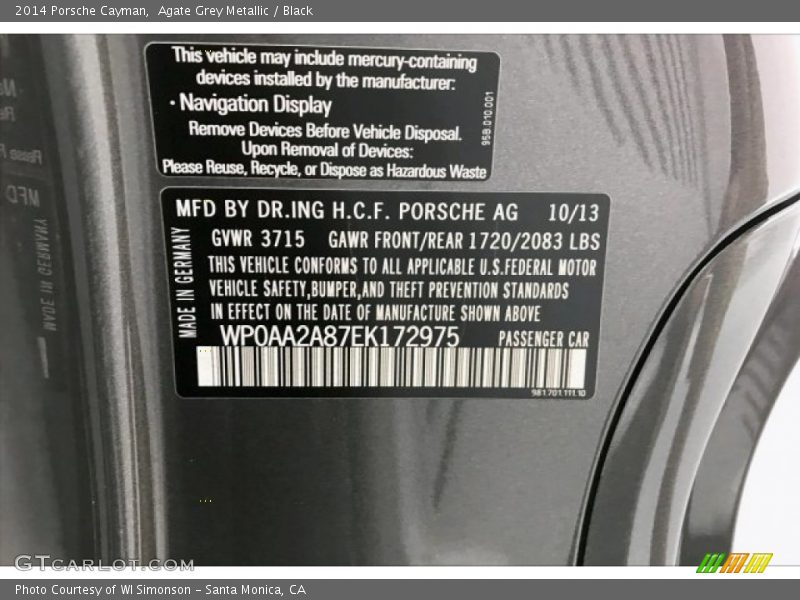 2014 Porsche Cayman,  Agate Grey Metallic / Black
This vehicle may include mercury-containing
devices installed by the manufacturer:
· Navigation Display
Remove Devices Before Vehicle Disposal.
Upon Removal of Devices:
Please Reuse, Recycle, or Dispose as Hazardous Waste
958.010.001
MFD BY DR.ING H.C.F. PORSCHE AG 10/13
GVWR 3715 GAWR FRONT/REAR 1720/2083 LBS
THIS VEHICLE CONFORMS TO ALL APPLICABLE U.S.FEDERAL MOTOR
VEHICLE SAFETY,BUMPER,AND THEFT PREVENTION STANDARDS
IN EFFECT ON THE DATE OF MANUFACTURE SHOWN ABOVE
MADE IN GERMANY
WP0AA2A87EK172975 PASSENGER CAR
981.701.111.10
GTCARLOT.COM
Photo Courtesy of WI Simonson - Santa Monica, CA